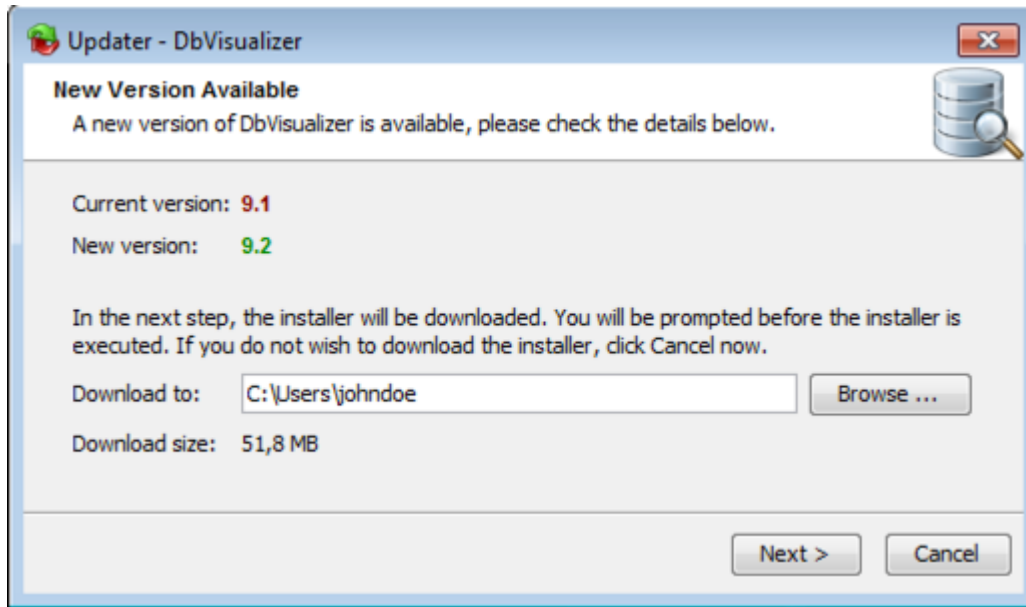 Updater - DbVisualizer
New Version Available
A new version of DbVisualizer is available, please check the details below.
Current version: 9.1
New version: 9.2
In the next step, the installer will be downloaded. You will be prompted before the installer is
executed. If you do not wish to download the installer, click Cancel now.
Download to: C:\Users\johndoe Browse ...
Download size: 51,8 MB
Next > Cancel